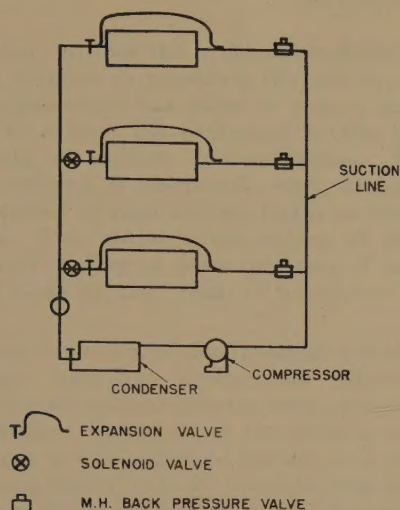 SUCTION
LINE
COMPRESSOR
CONDENSER
EXPANSION VALVE
SOLENOID VALVE
M.H. BACK PRESSURE VALVE